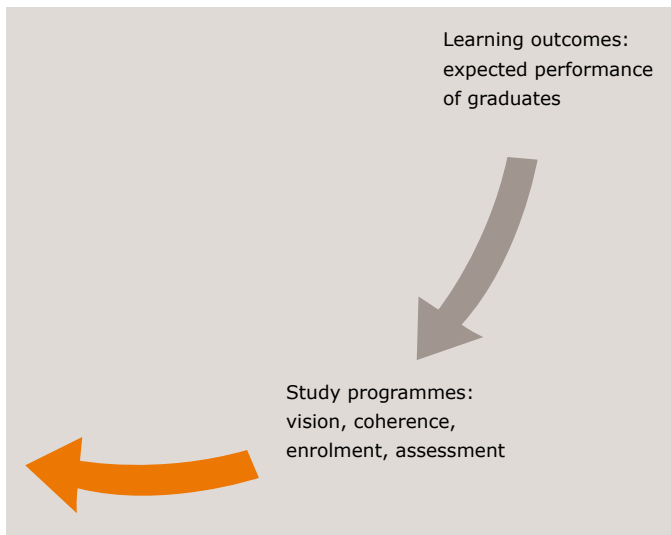 Learning outcomes:
expected performance
of graduates
Study programmes:
vision, coherence,
enrolment, assessment